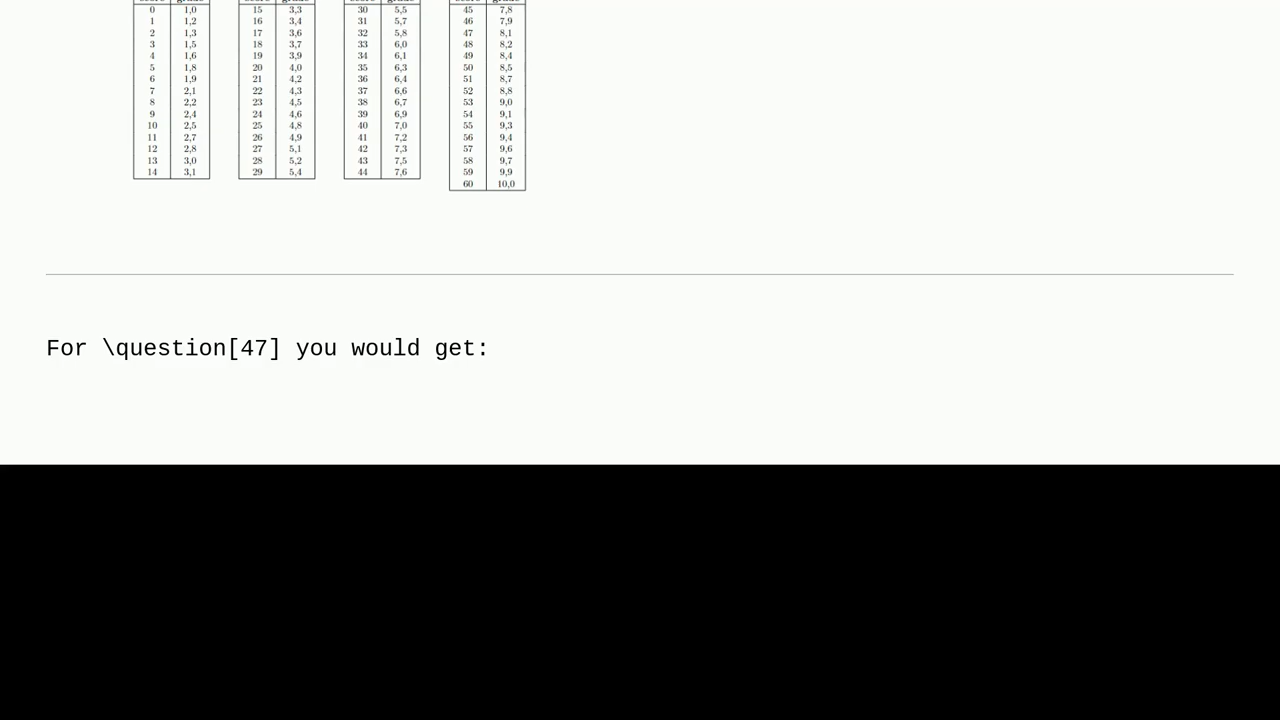 0 1,0 15 3,3 30 5,5 45 7,8
1 1,2 16 3,4 31 5,7 46 7,9
2 1,3 17 3,6 32 5,8 47 8,1
3 1,5 18 3,7 33 6,0 48 8,2
4 1,6 19 3,9 34 6,1 49 8,4
5 1,8 20 4,0 35 6,3 50 8,5
6 1,9 21 4,2 36 6,4 51 8,7
7 2,1 22 4,3 37 6,6 52 8,8
8 2,2 23 4,5 38 6,7 53 9,0
9 2,4 24 4,6 39 6,9 54 9,1
10 2,5 25 4,8 40 7,0 55 9,3
11 2,7 26 4,9 41 7,2 56 9,4
12 2,8 27 5,1 42 7,3 57 9,6
13 3,0 28 5,2 43 7,5 58 9,7
14 3,1 29 5,4 44 7,6 59 9,9
60 10,0
For \question[47] you would get: